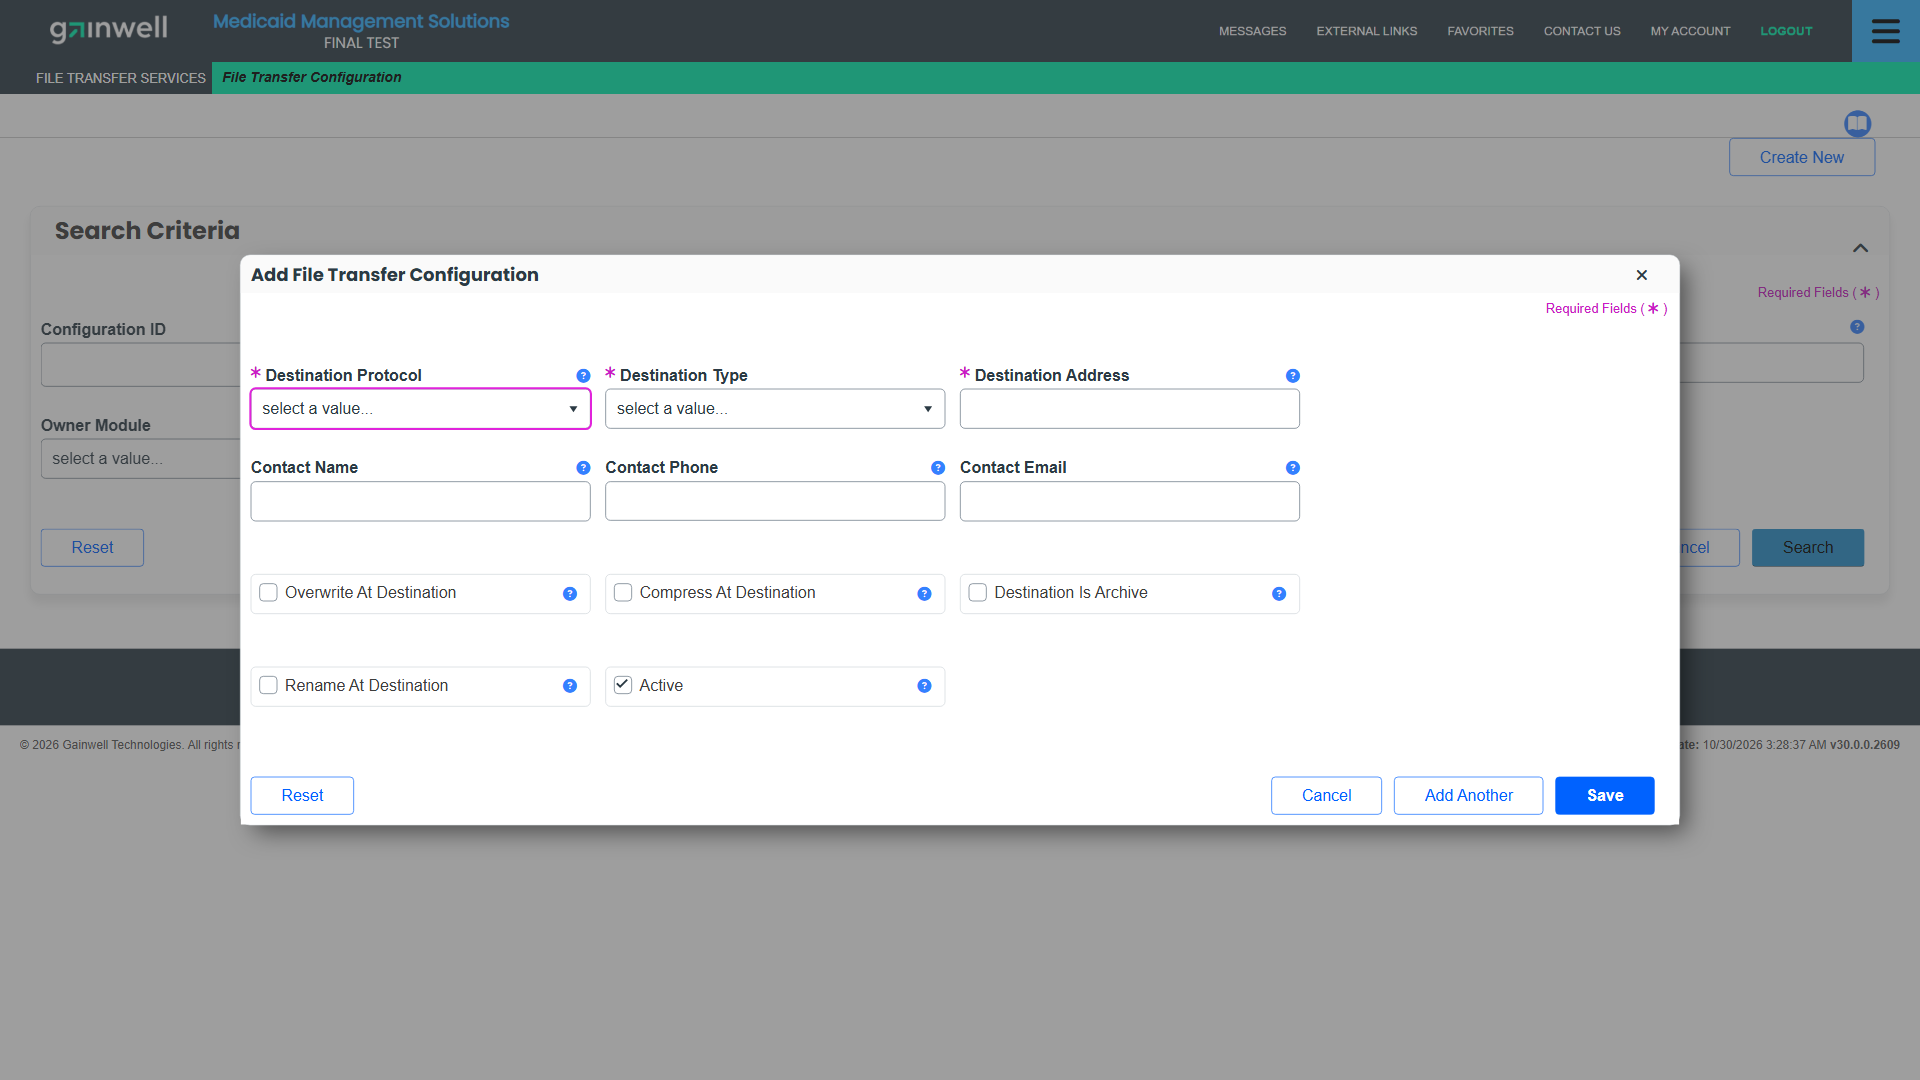 gainwell
Medicaid Management Solutions
FINAL TEST
MESSAGES
EXTERNAL LINKS
FAVORITES
CONTACT US
MY ACCOUNT
LOGOUT
FILE TRANSFER SERVICES
File Transfer Configuration
Create New
Search Criteria
Required Fields ( * )
Configuration ID
Owner Module
select a value...
Reset
ncel
Search
Add File Transfer Configuration
Required Fields ( * )
* Destination Protocol
* Destination Type
* Destination Address
select a value...
select a value...
Contact Name
Contact Phone
Contact Email
Overwrite At Destination
Compress At Destination
Destination Is Archive
Rename At Destination
Active
Reset
Cancel
Add Another
Save
© 2026 Gainwell Technologies. All rights
ate: 10/30/2026 3:28:37 AM v30.0.0.2609